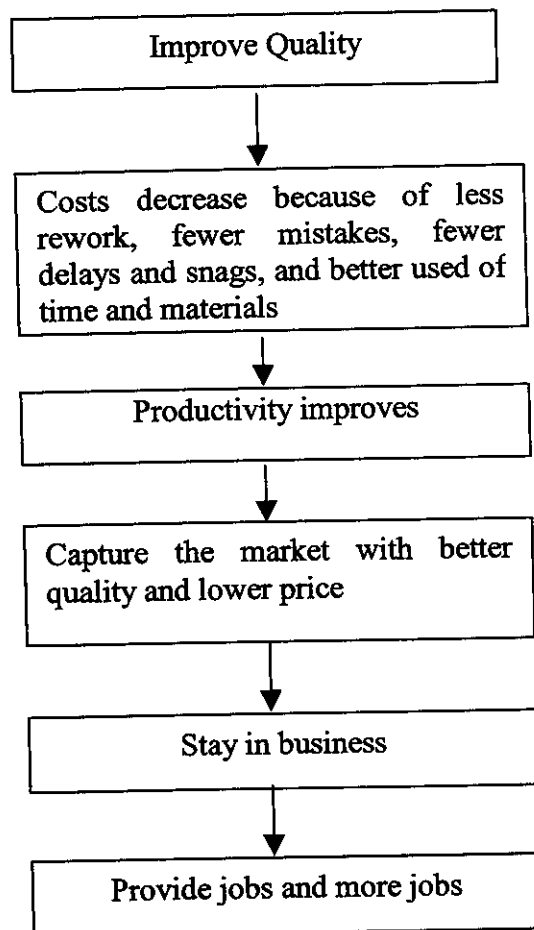 Improve Quality
Costs decrease because of less
rework, fewer mistakes, fewer
delays and snags, and better used of
time and materials
Productivity improves
Capture the market with better
quality and lower price
Stay in business
Provide jobs and more jobs